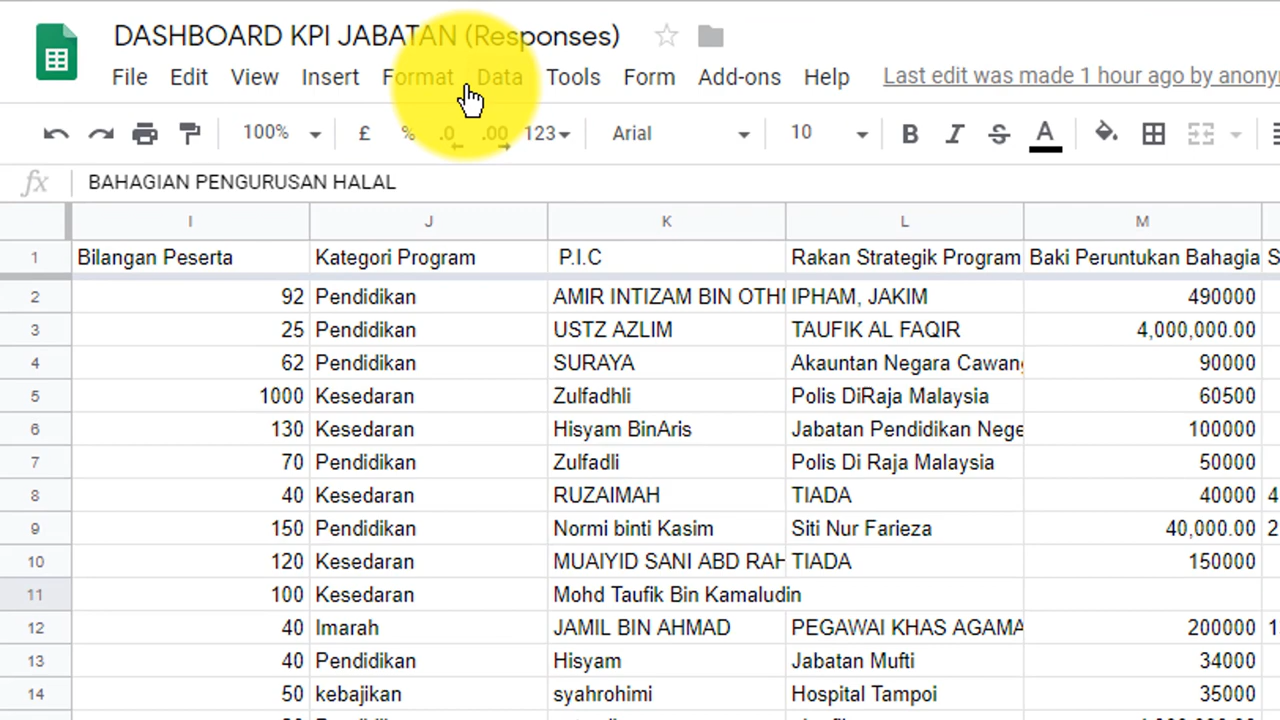 DASHBOARD KPI JABATAN (Responses)
File Edit View Insert Format Data Tools Form Add-ons Help Last edit was made 1 hour ago by
100% £ % .0 .00 123 Arial 10 B I S A
fx BAHAGIAN PENGURUSAN HALAL
I J K L M
1 Bilangan Peserta Kategori Program P.I.C Rakan Strategik Program Baki Peruntukan Bahagia
2 92 Pendidikan AMIR INTIZAM BIN IPHAM, JAKIM 490000
3 25 Pendidikan USTZ AZLIM TAUFIK AL FAQIR 4,000,000.00
4 62 Pendidikan SURAYA Akauntan Negara 90000
5 1000 Kesedaran Zulfadhli Polis DiRaja Malaysia 60500
6 130 Kesedaran Hisyam BinAris Jabatan Pendidikan Nege 100000
7 70 Pendidikan Zulfadli Polis Di Raja Malaysia 50000
8 40 Kesedaran RUZAIMAH TIADA 40000 4
9 150 Pendidikan Normi binti Kasim Siti Nur Farieza 40,000.00 2
10 120 Kesedaran MUAIYID SANI ABD RAH TIADA 150000
11 100 Kesedaran Mohd Taufik Bin Kamaludin
12 40 Imarah JAMIL BIN AHMAD PEGAWAI KHAS AGAMA 200000 1
13 40 Pendidikan Hisyam Jabatan Mufti 34000
14 50 kebajikan syahrohimi Hospital Tampoi 35000